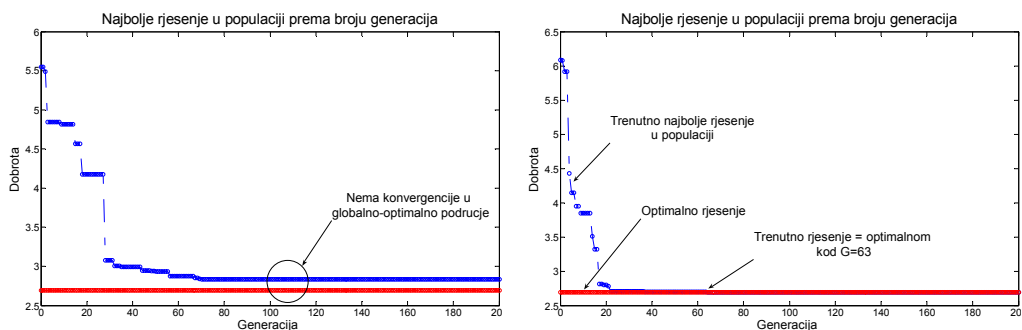 Najbolje rjesenje u populaciji prema broju generacija
5.5
5
4.5
4
3.5
3
2.5
Dobrota
Nema konvergencije u
globalno-optimalno podrucje
0 20 40 60 80 100 120 140 160 180 20
Generacija
Najbolje rjesenje u populaciji prema broju generacija
6.5
6
5.5
5
4.5
4
3.5
3
2.5
Dobrota
Trenutno najbolje rjesenje
u populaciji
Optimalno rjesenje
Trenutno rjesenje = optimalnom
kod G=63
0 20 40 60 80 100 120 140 160 180 20
Generacija